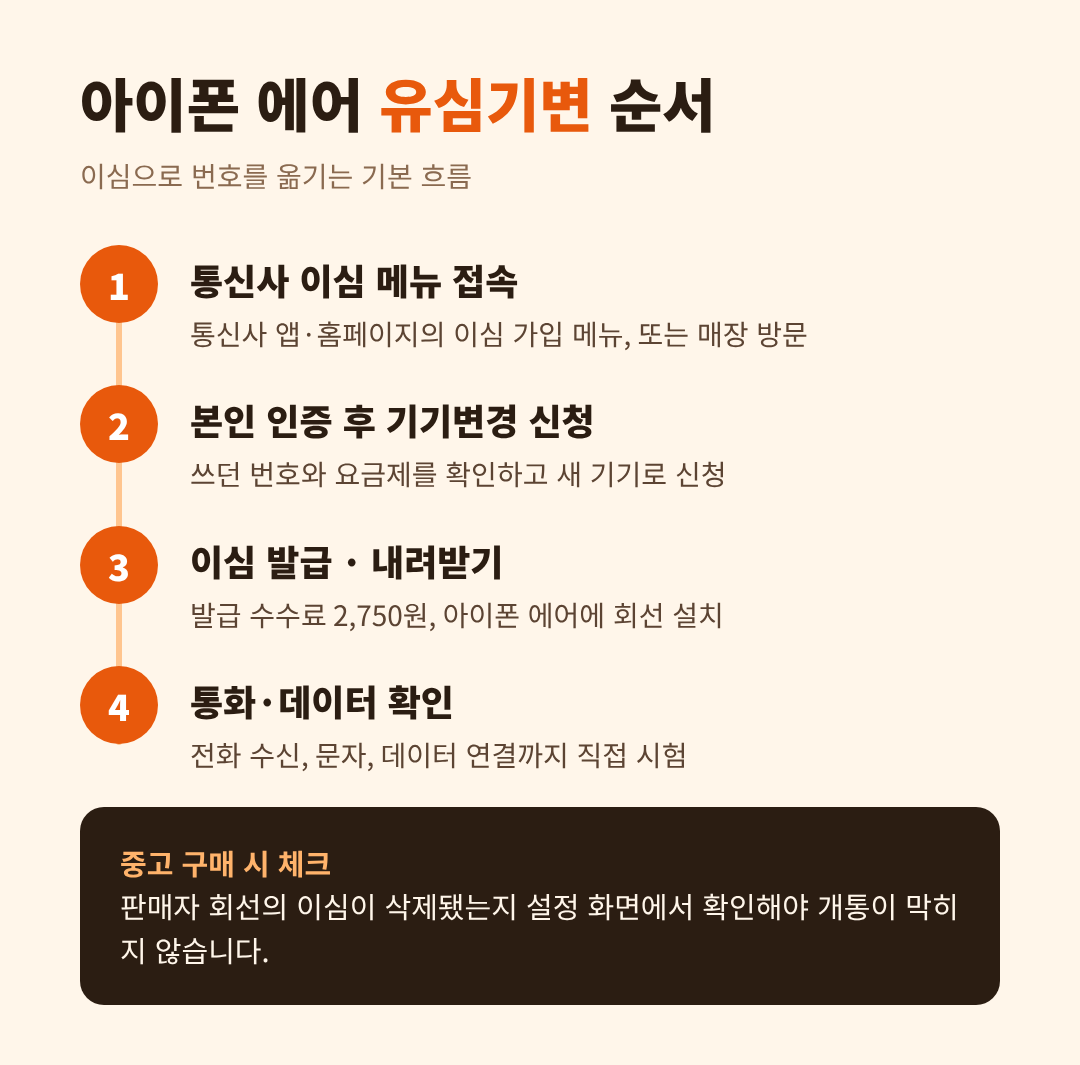 아이폰 에어 유심기변 순서
이심으로 번호를 옮기는 기본 흐름
1
통신사 이심 메뉴 접속
통신사 앱·홈페이지의 이심 가입 메뉴, 또는 매장 방문
2
본인 인증 후 기기변경 신청
쓰던 번호와 요금제를 확인하고 새 기기로 신청
3
이심 발급 · 내려받기
발급 수수료 2,750원, 아이폰 에어에 회선 설치
4
통화·데이터 확인
전화 수신, 문자, 데이터 연결까지 직접 시험
중고 구매 시 체크
판매자 회선의 이심이 삭제됐는지 설정 화면에서 확인해야 개통이 막히
지 않습니다.